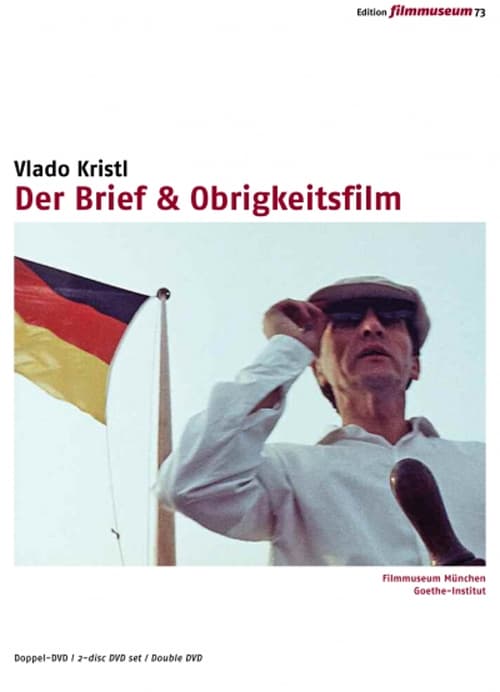 Edition filmmuseum 73
Vlado Kristl
Der Brief & Obrigkeitsfilm
Filmmuseum München
Goethe-Institut
Doppel-DVD / 2-disc DVD set / Double DVD